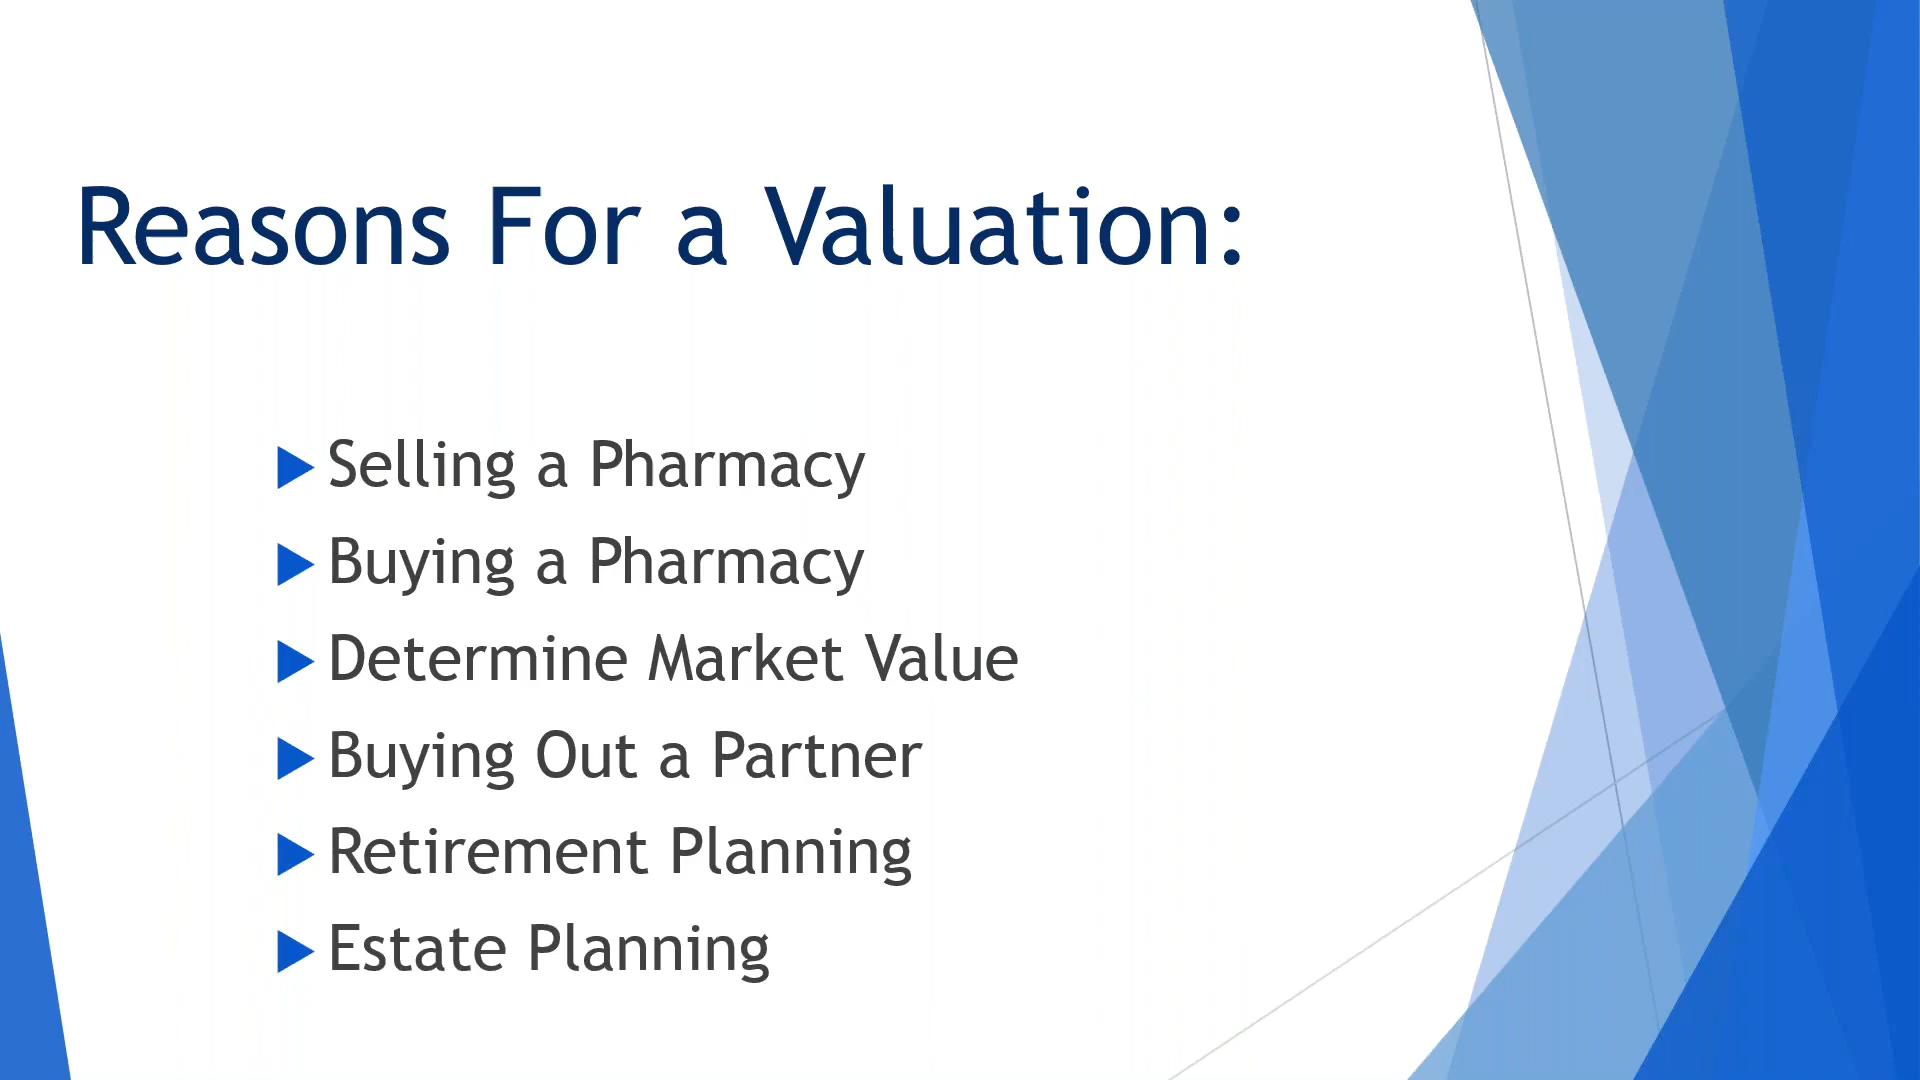 Reasons For a Valuation:
Selling a Pharmacy
Buying a Pharmacy
Determine Market Value
Buying Out a Partner
Retirement Planning
Estate Planning